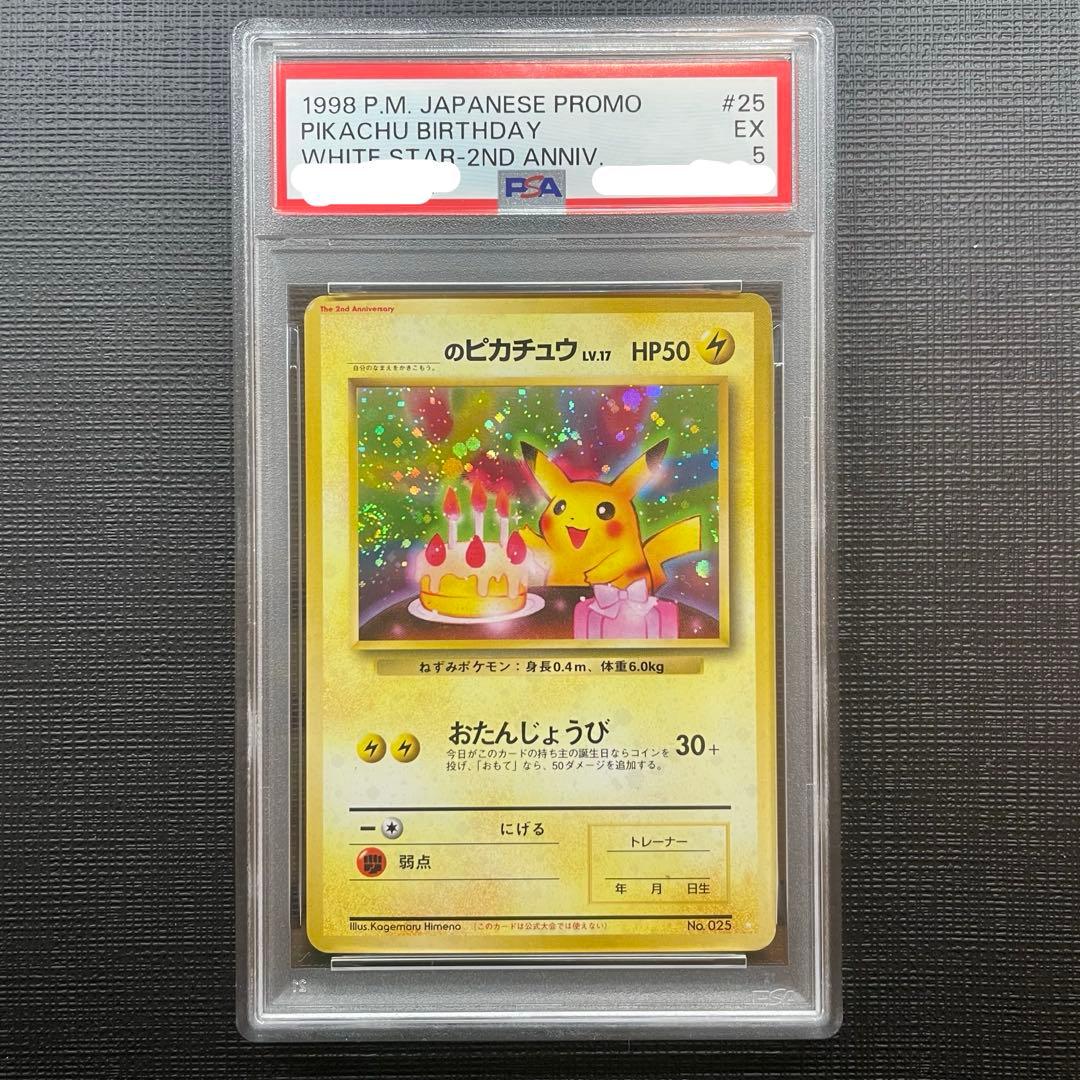 1998 P.M. JAPANESE PROMO #25
PIKACHU BIRTHDAY EX
WHITE STAR-2ND ANNIV. 5
PSA
The 2nd Anniversary
のピカチュウ LV.17 HP50
自分のなまえをかきこもう。
ねずみポケモン：身長0.4m、体重6.0kg
おたんじょうび 30+
今日がこのカードの持ち主の誕生日ならコインを
投げ、「おもて」なら、50ダメージを追加する。
にげる
弱点
トレーナー
年 月 日生
Illus. Kagemaru Himeno （このカードは公式大会では使えない） No. 025
PSA